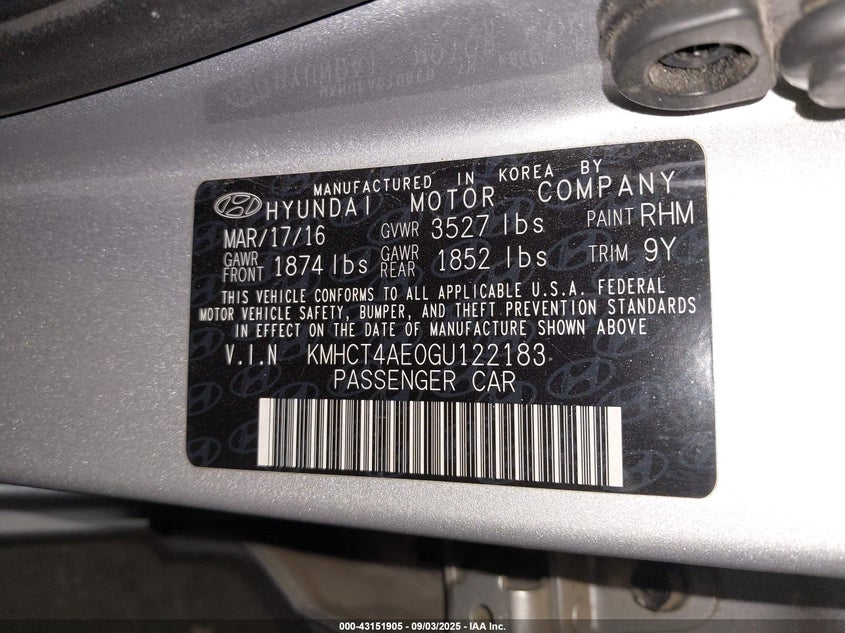 MANUFACTURED IN KOREA BY
HYUNDAI MOTOR COMPANY
MAR/17/16 GVWR 3527 lbs PAINT RHM
GAWR FRONT 1874 lbs GAWR REAR 1852 lbs TRIM 9Y
THIS VEHICLE CONFORMS TO ALL APPLICABLE U.S.A. FEDERAL
MOTOR VEHICLE SAFETY, BUMPER, AND THEFT PREVENTION STANDARDS
IN EFFECT ON THE DATE OF MANUFACTURE SHOWN ABOVE
V.I.N KMHCT4AE0GU122183
PASSENGER CAR
000-43151905 - 09/03/2025 - IAA Inc.